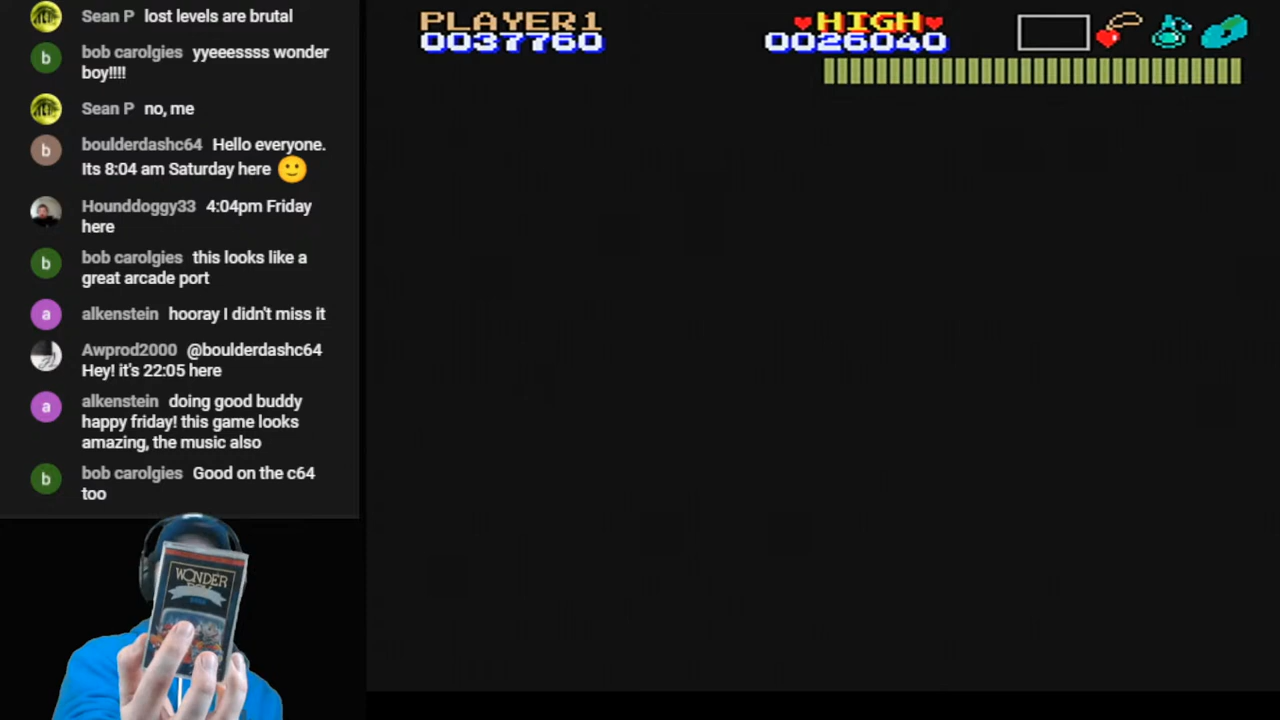 Sean P lost levels are brutal
bob carolgies yyeeessss wonder
boy!!!!
Sean P no, me
boulderdashc64 Hello everyone.
Its 8:04 am Saturday here
Hounddoggy33 4:04pm Friday
here
bob carolgies this looks like a
great arcade port
alkenstein hooray I didn't miss it
Awprod2000 @boulderdashc64
Hey! it's 22:05 here
alkenstein doing good buddy
happy friday! this game looks
amazing, the music also
bob carolgies Good on the c64
too
PLAYER1
0037760
HIGH
0026040
WONDER
BOY